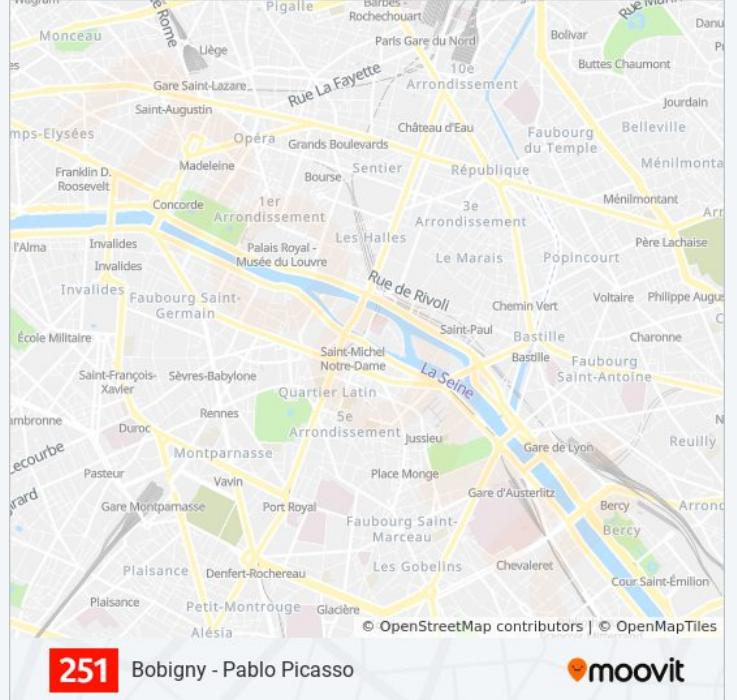 Pigalle
Barbès -
Rochechouart
Rue
de Rome
Monceau
Liège
Paris Gare du Nord
Bolivar
Danu
Buttes Chaumont
Gare Saint-Lazare
Rue La Fayette
10e
Arrondissement
Jourdain
Saint-Augustin
mps-Elysées
Opéra
Grands Boulevards
Château d'Eau
Faubourg
du Temple
Belleville
Madeleine
Sentier
République
Ménilmonta
Franklin D.
Roosevelt
Bourse
Concorde
1er
Arrondissement
3e
Arrondissement
Ménilmontant
Arr
l'Alma
Invalides
Les Halles
Père Lachaise
Palais Royal -
Musée du Louvre
Le Marais
Popincourt
Invalides
Rue de Rivoli
Invalides
Faubourg Saint-
Germain
Chemin Vert
Voltaire
Philippe Augus
École Militaire
Saint-Paul
Bastille
Charonne
Saint-Michel
Notre-Dame
Bastille
Faubourg
Saint-Antoine
Saint-François-
Xavier
Sèvres-Babylone
La Seine
Quartier Latin
Rennes
5e
Arrondissement
ambronne
Duroc
Jussieu
Gare de Lyon
Reuilly
Montparnasse
Lecourbe
Pasteur
Vavin
Place Monge
Gare d'Austerlitz
Gare Montparnasse
Port Royal
Bercy
Arrond
Faubourg Saint-
Marceau
Bercy
Plaisance
Denfert-Rochereau
Les Gobelins
Chevaleret
Cour Saint-Émilion
Plaisance
Petit-Montrouge
Glacière
Alésia
© OpenStreetMap contributors | © OpenMapTiles
251 Bobigny - Pablo Picasso moovit